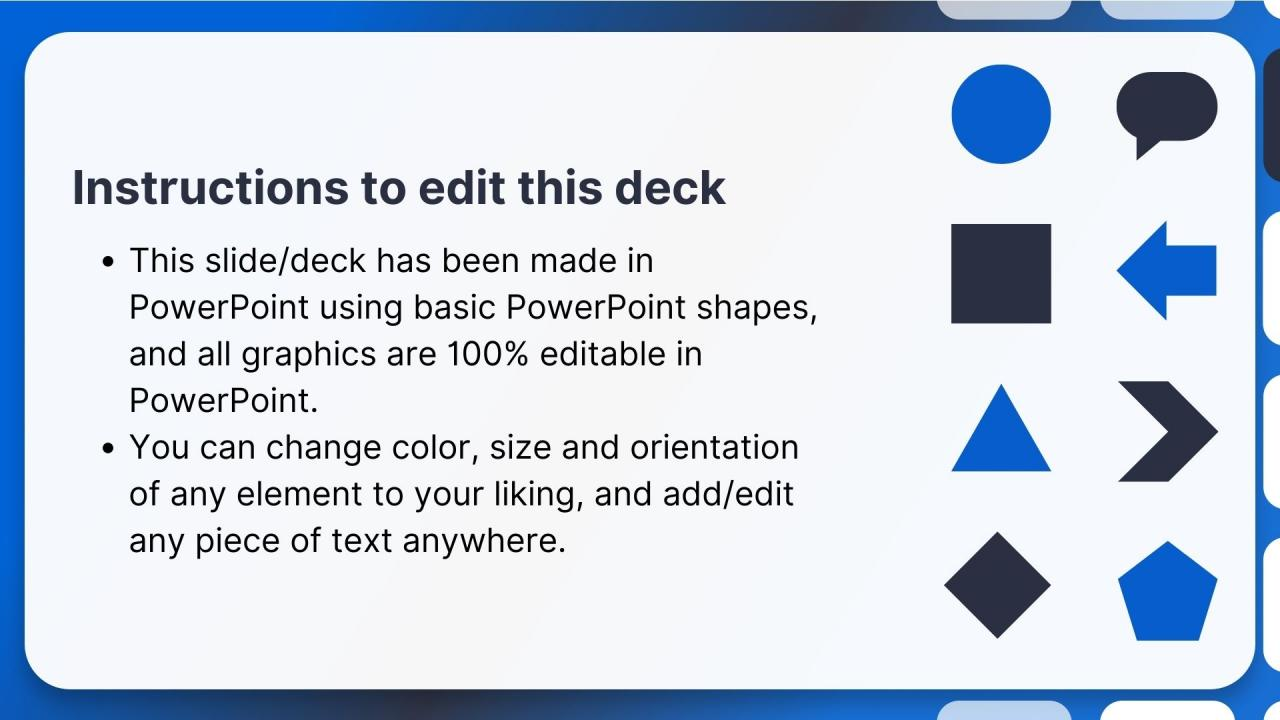 Instructions to edit this deck
• This slide/deck has been made in
PowerPoint using basic PowerPoint shapes,
and all graphics are 100% editable in
PowerPoint.
• You can change color, size and orientation
of any element to your liking, and add/edit
any piece of text anywhere.